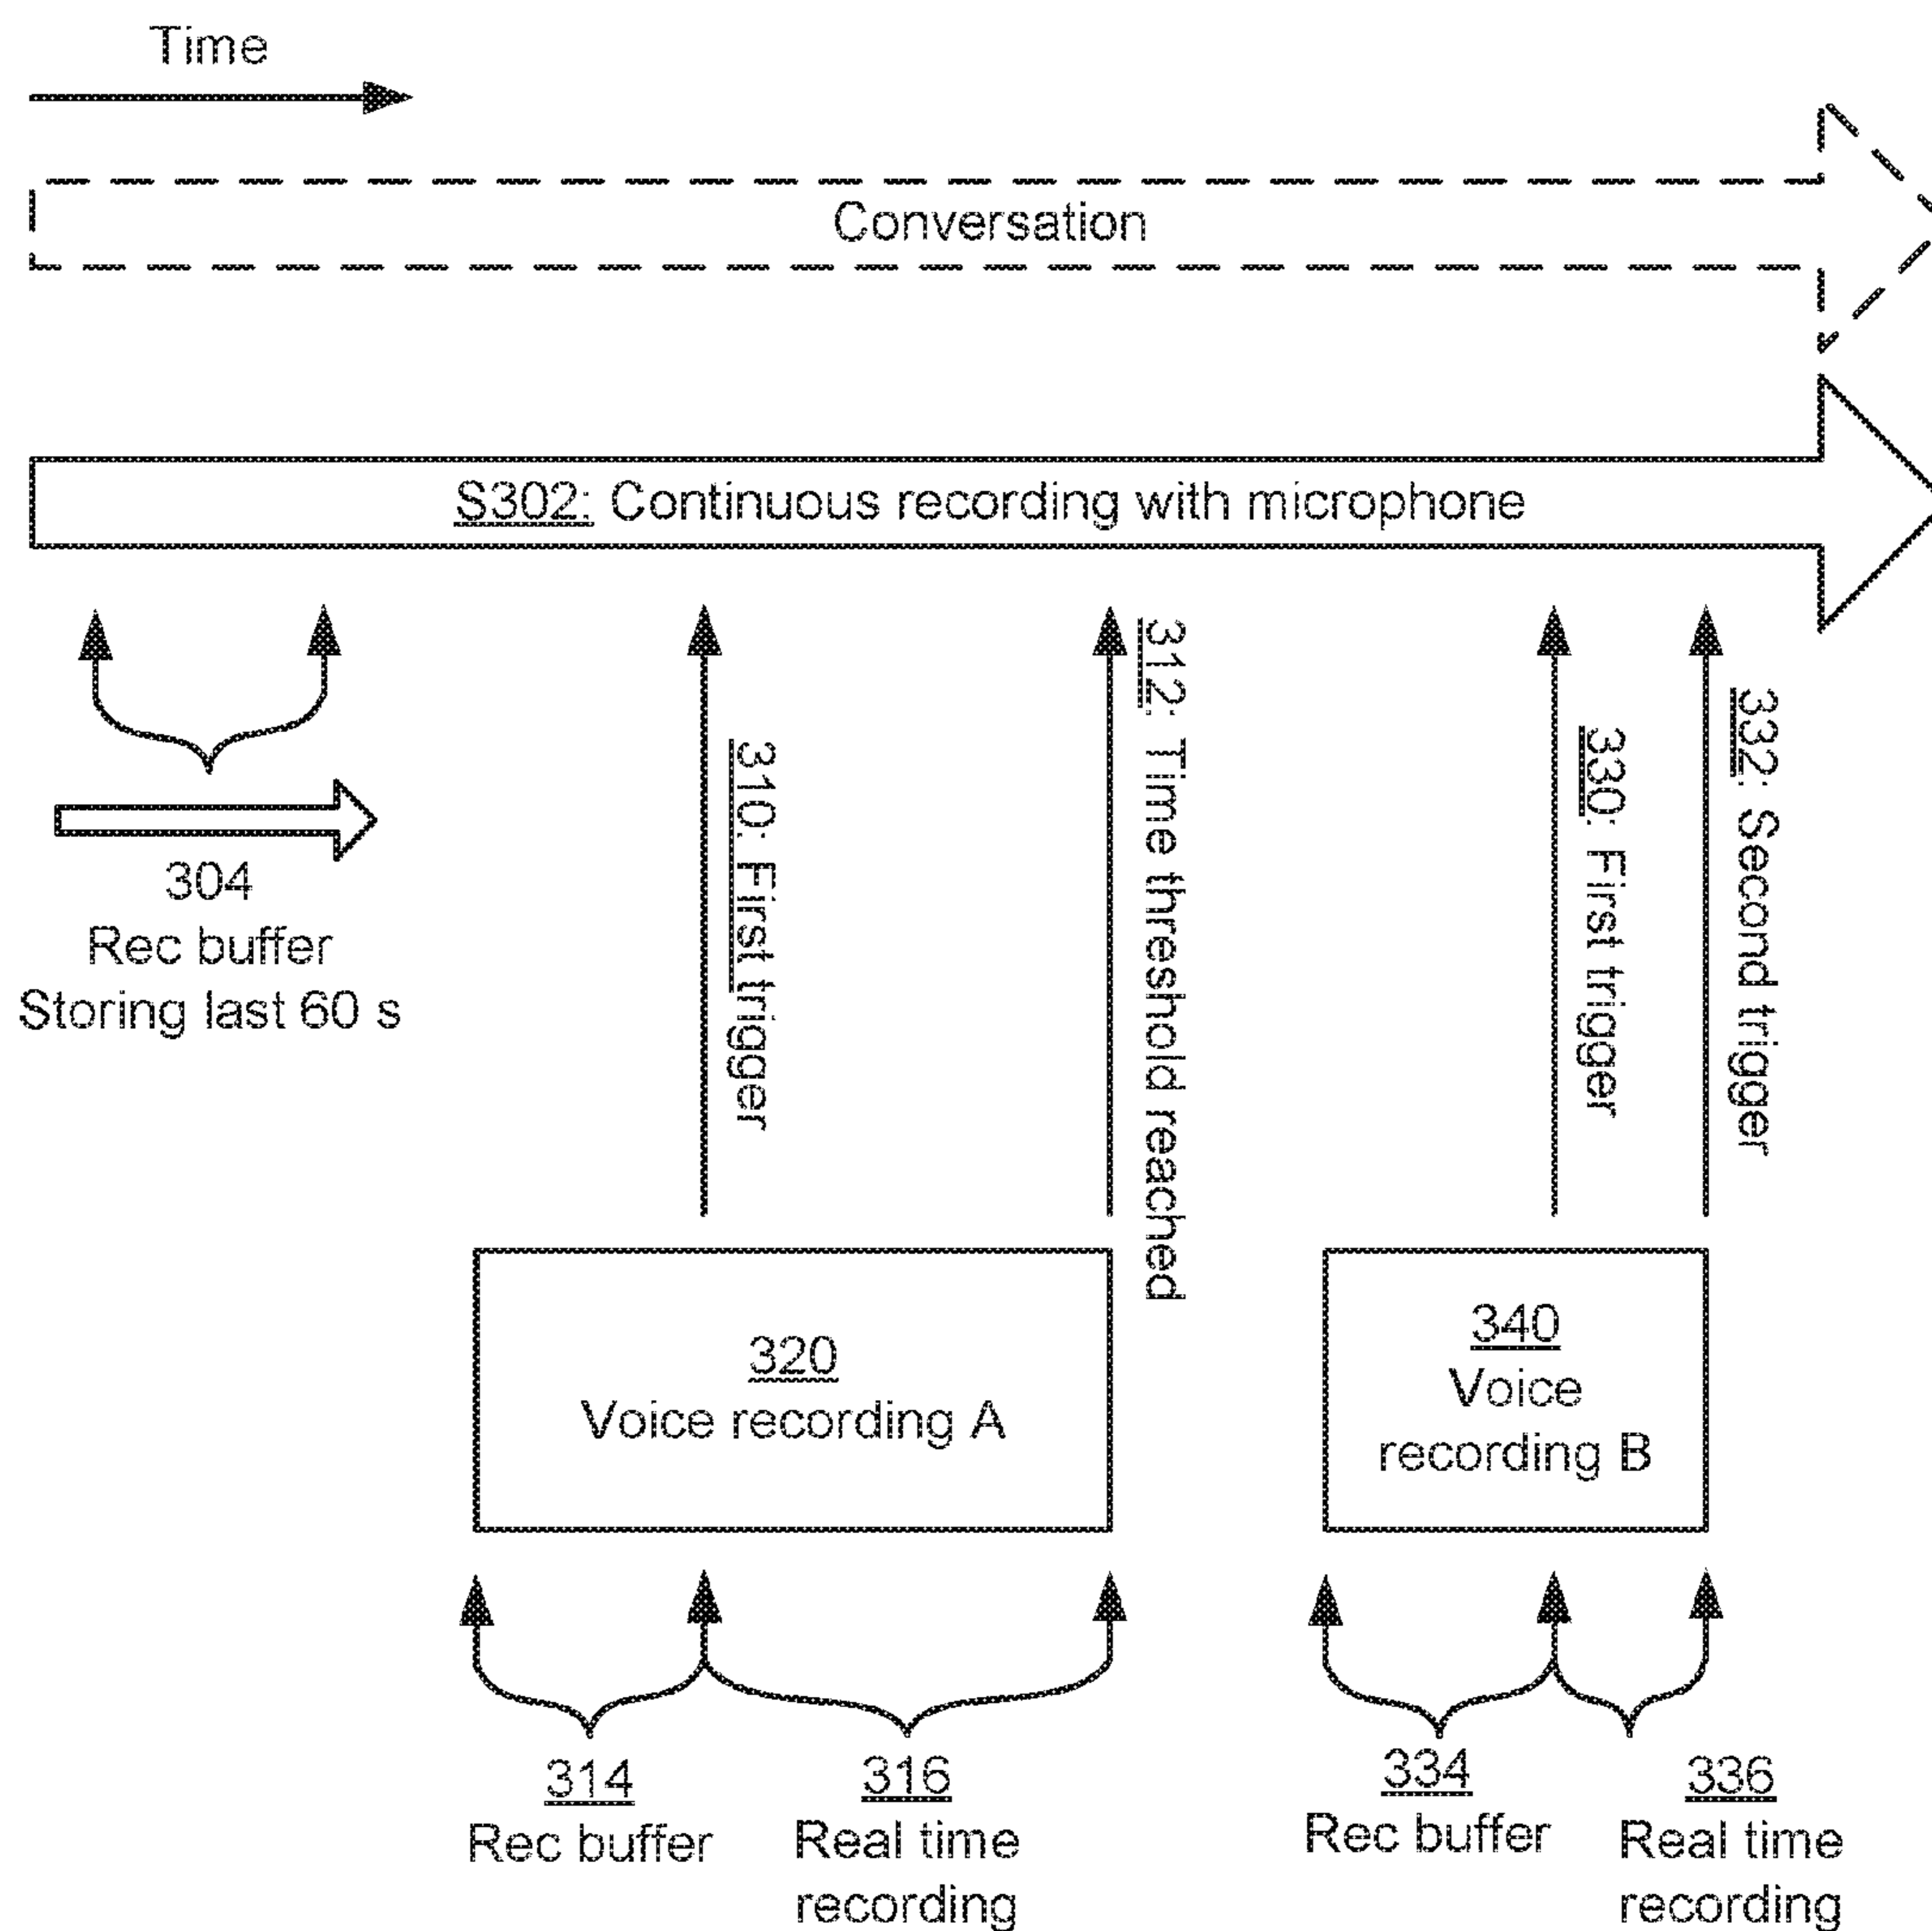 Time
Conversation
S302: Continuous recording with microphone
304
Rec buffer
Storing last 60 s
310: First trigger
312: Time threshold reached
330: First trigger
332: Second trigger
320
Voice recording A
340
Voice
recording B
314
Rec buffer
316
Real time
recording
334
Rec buffer
336
Real time
recording